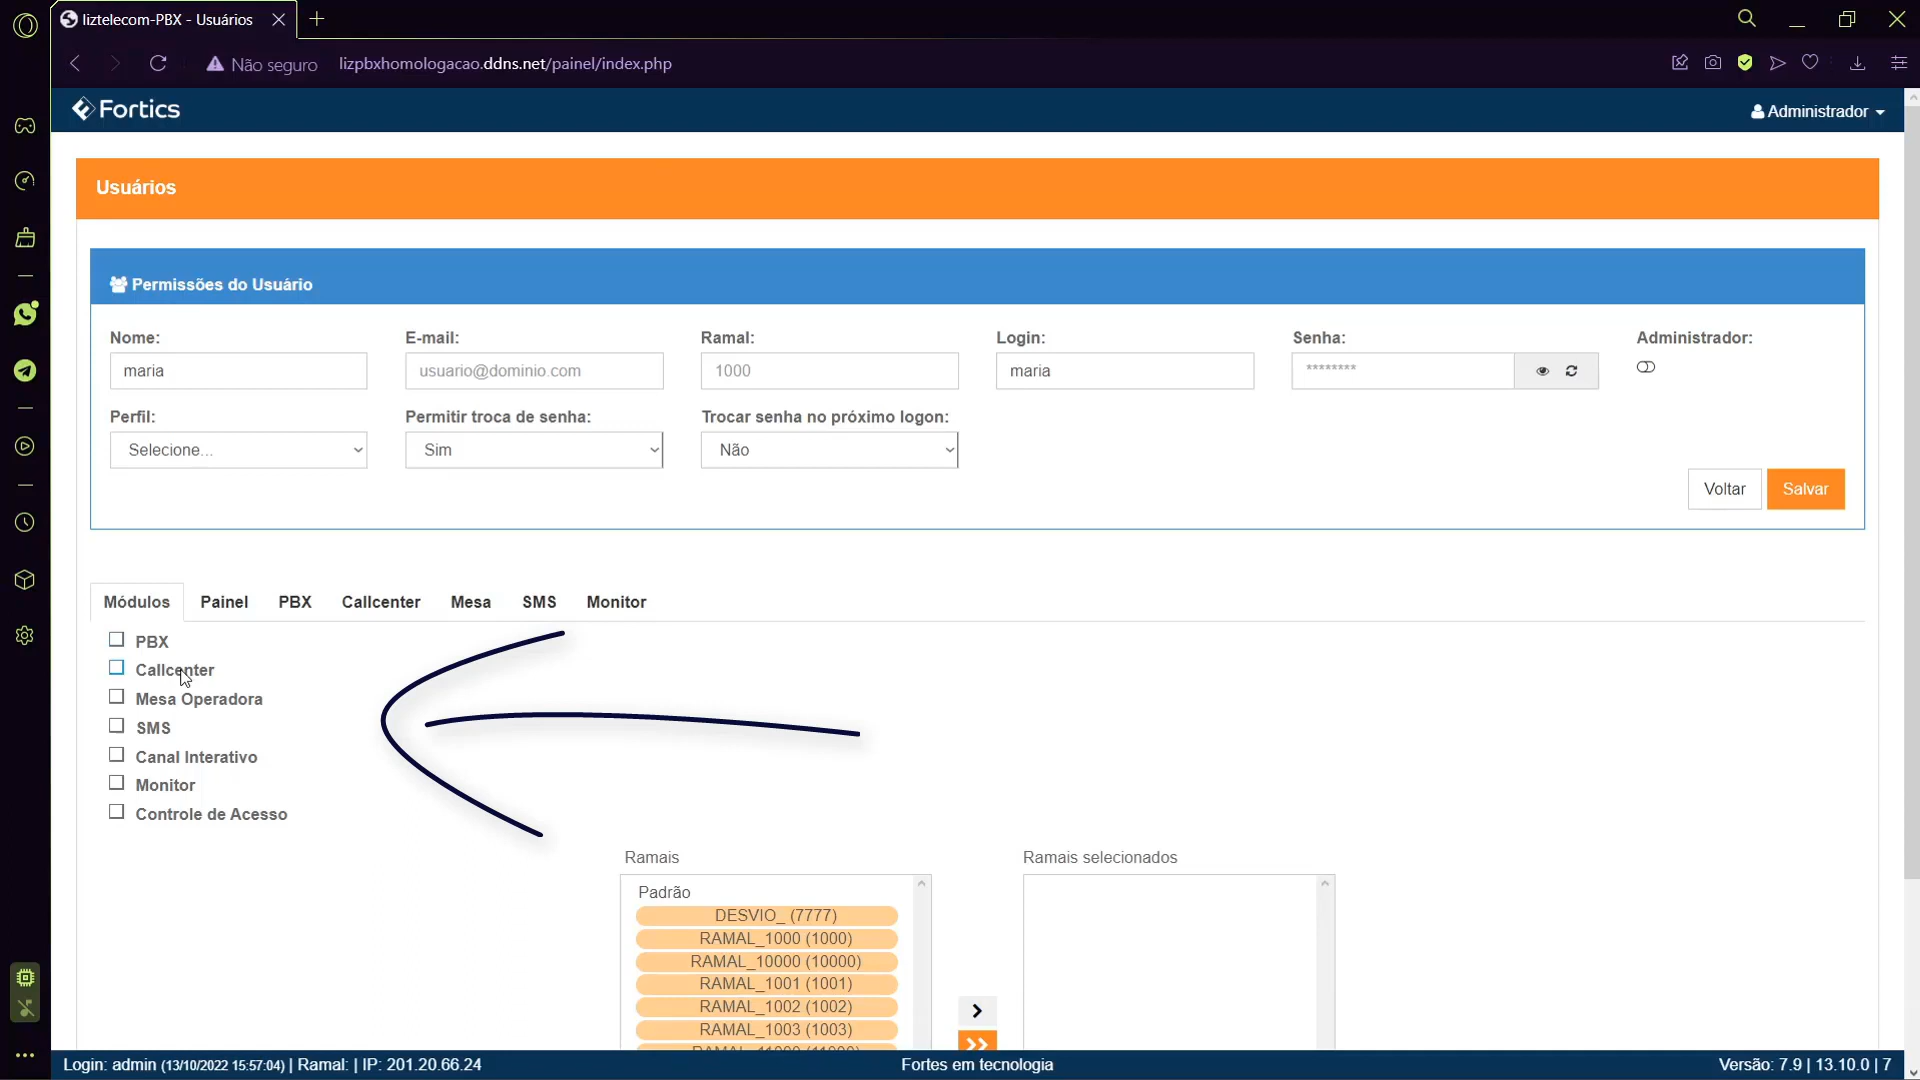 liztelecom-PBX - Usuários
Não seguro
lizpbxhomologacao.ddns.net/painel/index.php
Fortics
Administrador
Usuários
Permissões do Usuário
Nome:
E-mail:
Ramal:
Login:
Senha:
Administrador:
maria
usuario@dominio.com
1000
maria
********
Perfil:
Permitir troca de senha:
Trocar senha no próximo logon:
Selecione...
Sim
Não
Voltar
Salvar
Módulos
Painel
PBX
Callcenter
Mesa
SMS
Monitor
PBX
Callcenter
Mesa Operadora
SMS
Canal Interativo
Monitor
Controle de Acesso
Ramais
Ramais selecionados
Padrão
DESVIO_ (7777)
RAMAL_1000 (1000)
RAMAL_10000 (10000)
RAMAL_1001 (1001)
RAMAL_1002 (1002)
RAMAL_1003 (1003)
Login: admin (13/10/2022 15:57:04) | Ramal: | IP: 201.20.66.24
Fortes em tecnologia
Versão: 7.9 | 13.10.0 | 7